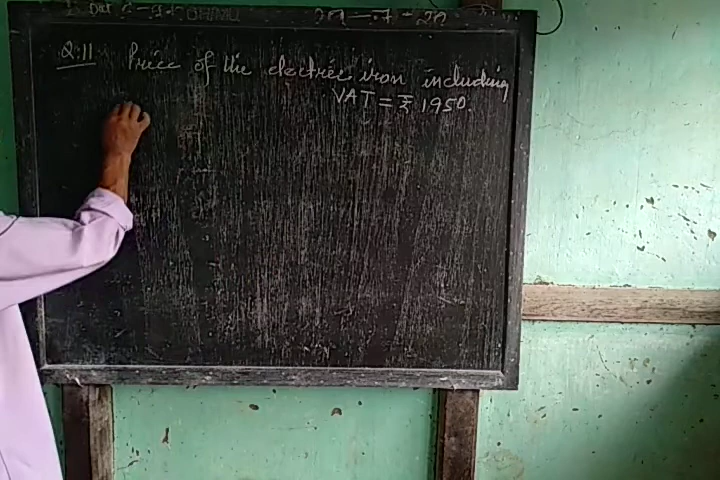 Q.11 Price of the electric iron including
VAT = ₹ 1950.